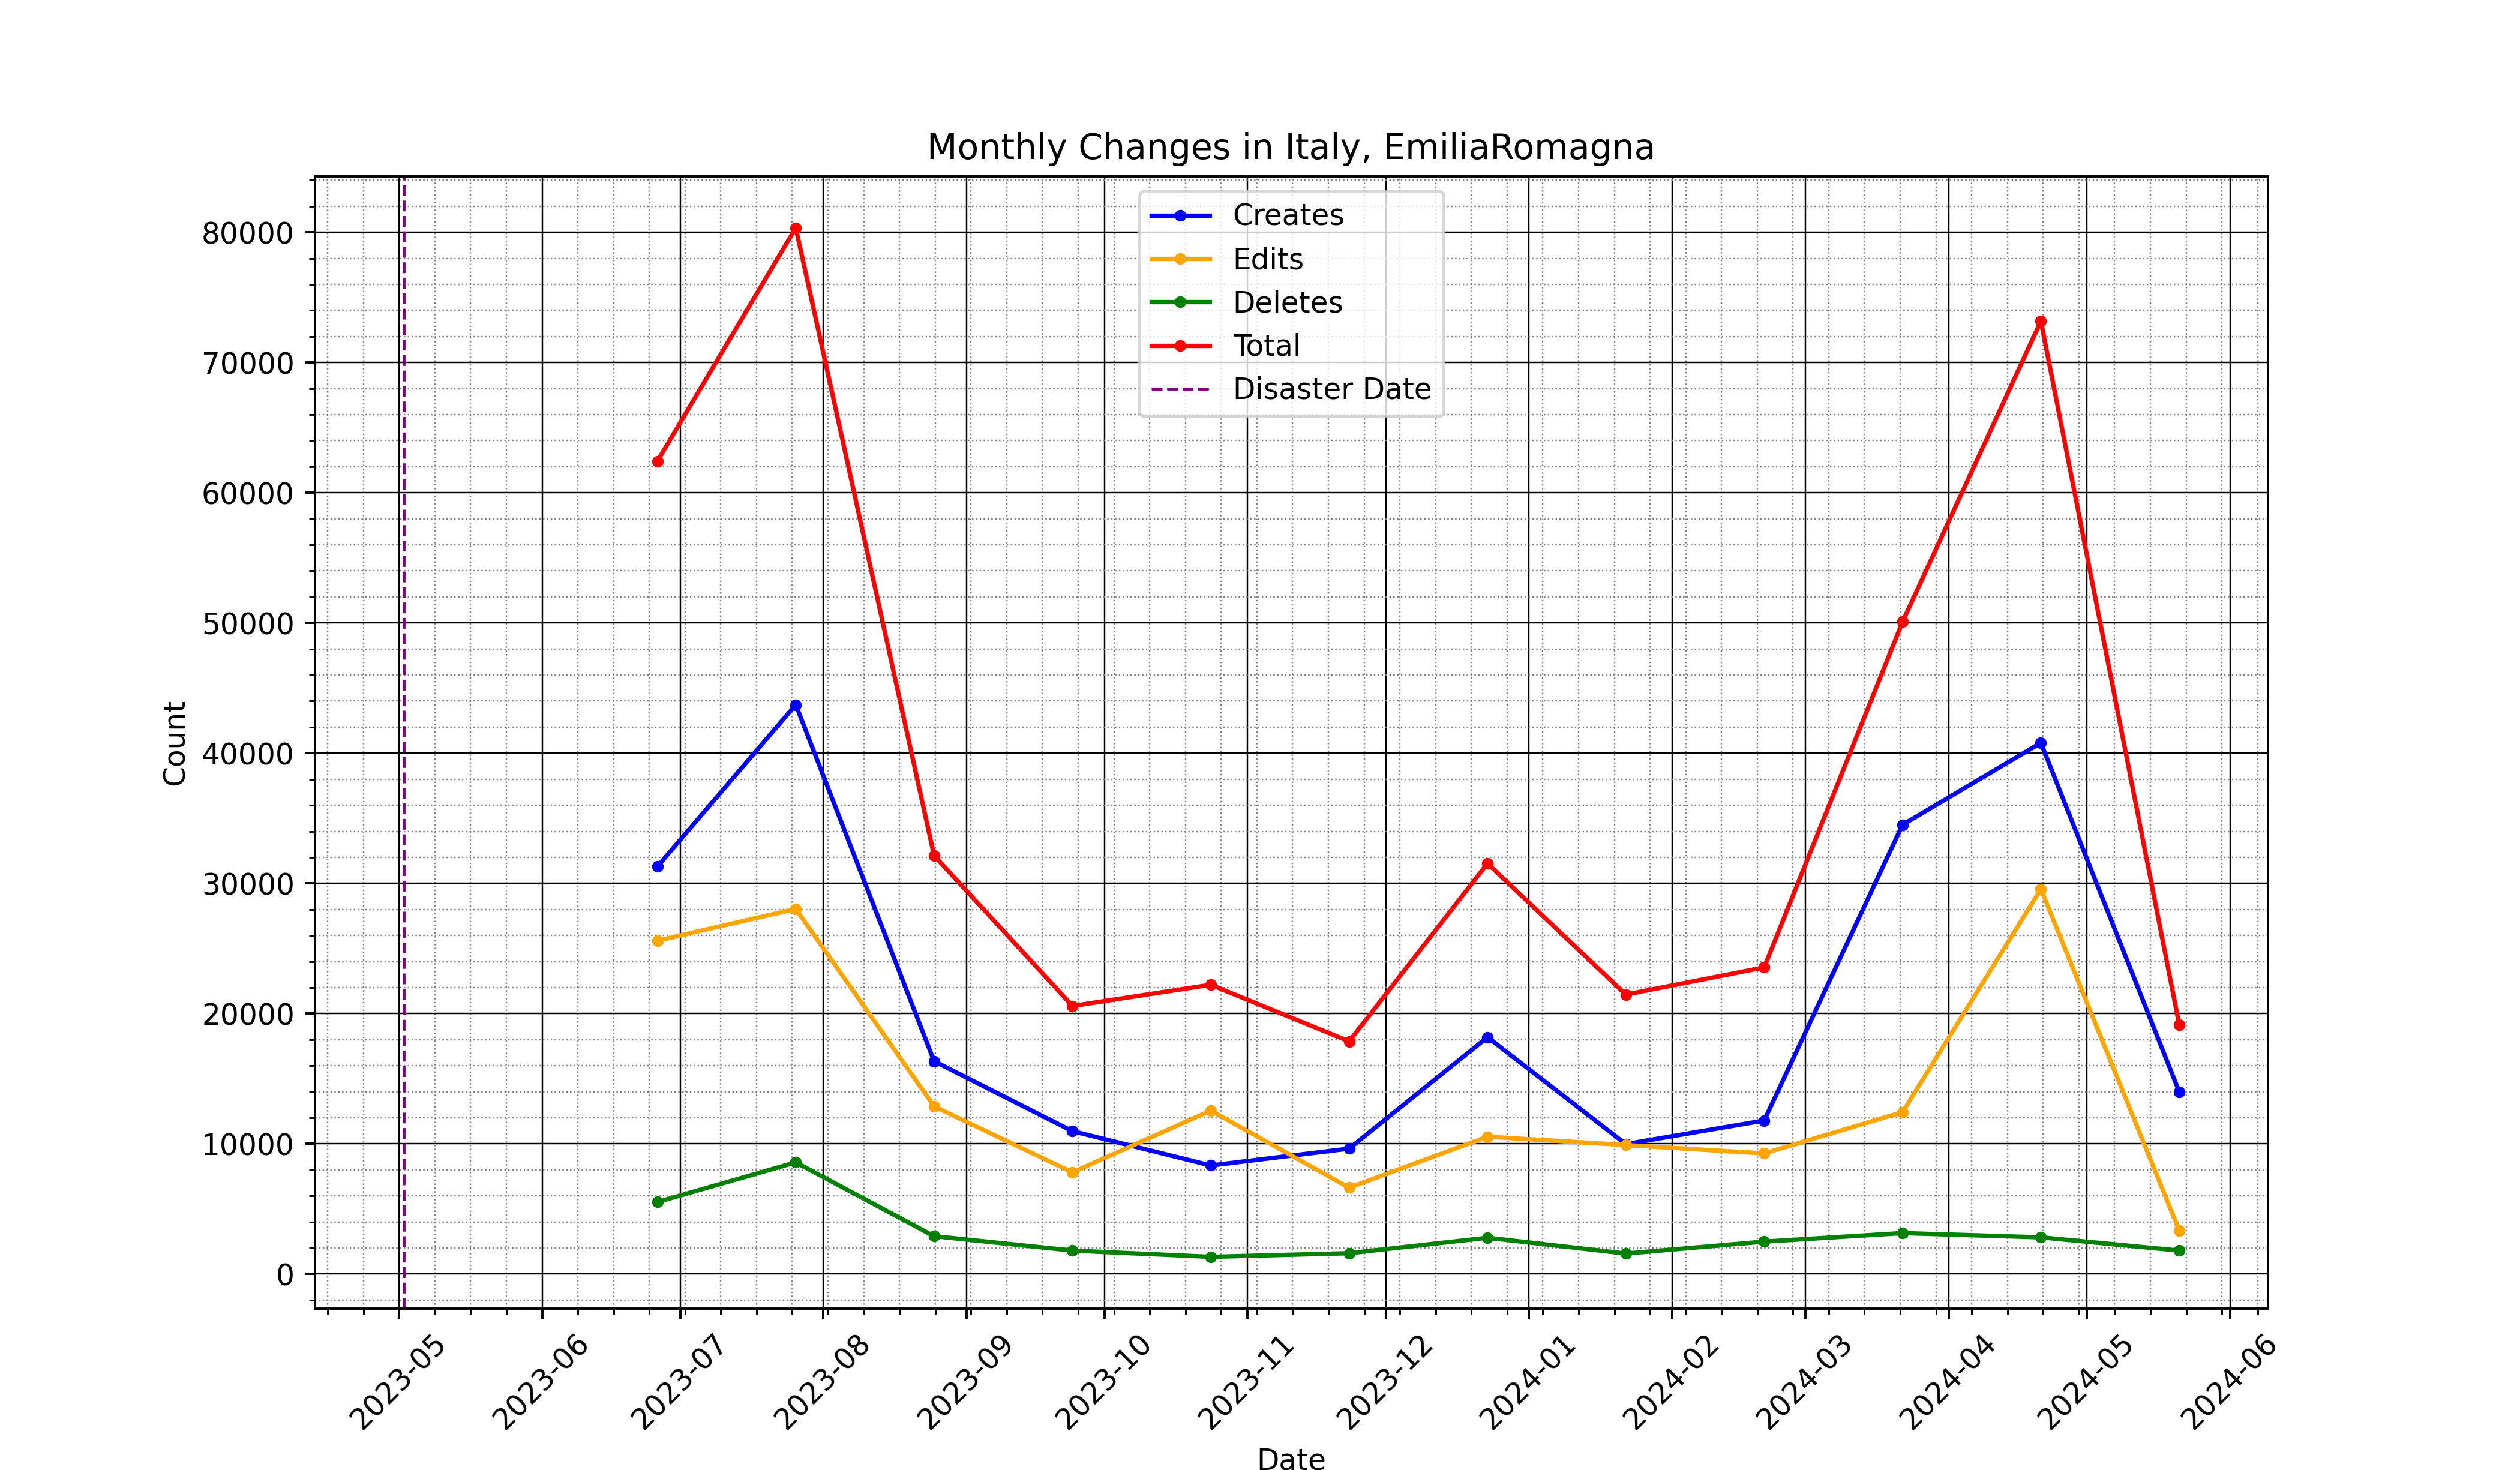 Monthly Changes in Italy, EmiliaRomagna
Creates
Edits
Deletes
Total
Disaster Date
80000
70000
60000
50000
40000
30000
20000
10000
0
Count
2023-05
2023-06
2023-07
2023-08
2023-09
2023-10
2023-11
2023-12
2024-01
2024-02
2024-03
2024-04
2024-05
2024-06
Date